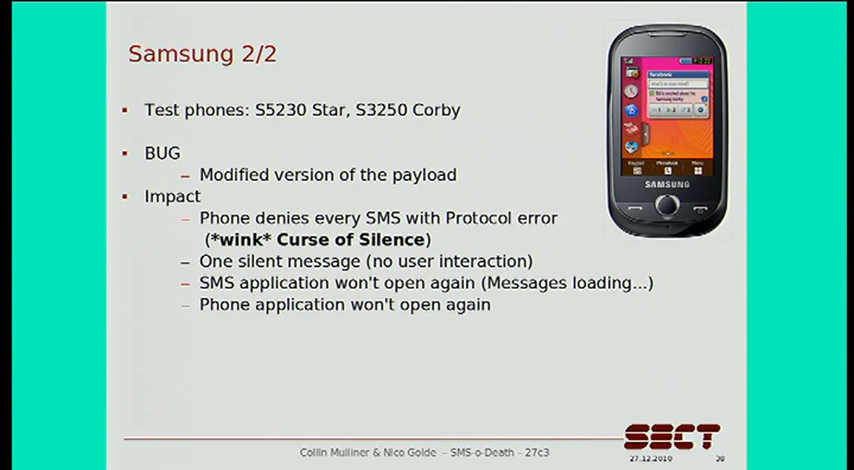 Samsung 2/2
Test phones: S5230 Star, S3250 Corby
BUG
– Modified version of the payload
Impact
– Phone denies every SMS with Protocol error
(*wink* Curse of Silence)
– One silent message (no user interaction)
– SMS application won't open again (Messages loading...)
– Phone application won't open again
SAMSUNG
SECT
Collin Mulliner & Nico Golde – SMS-o-Death – 27c3
27.12.2010
30